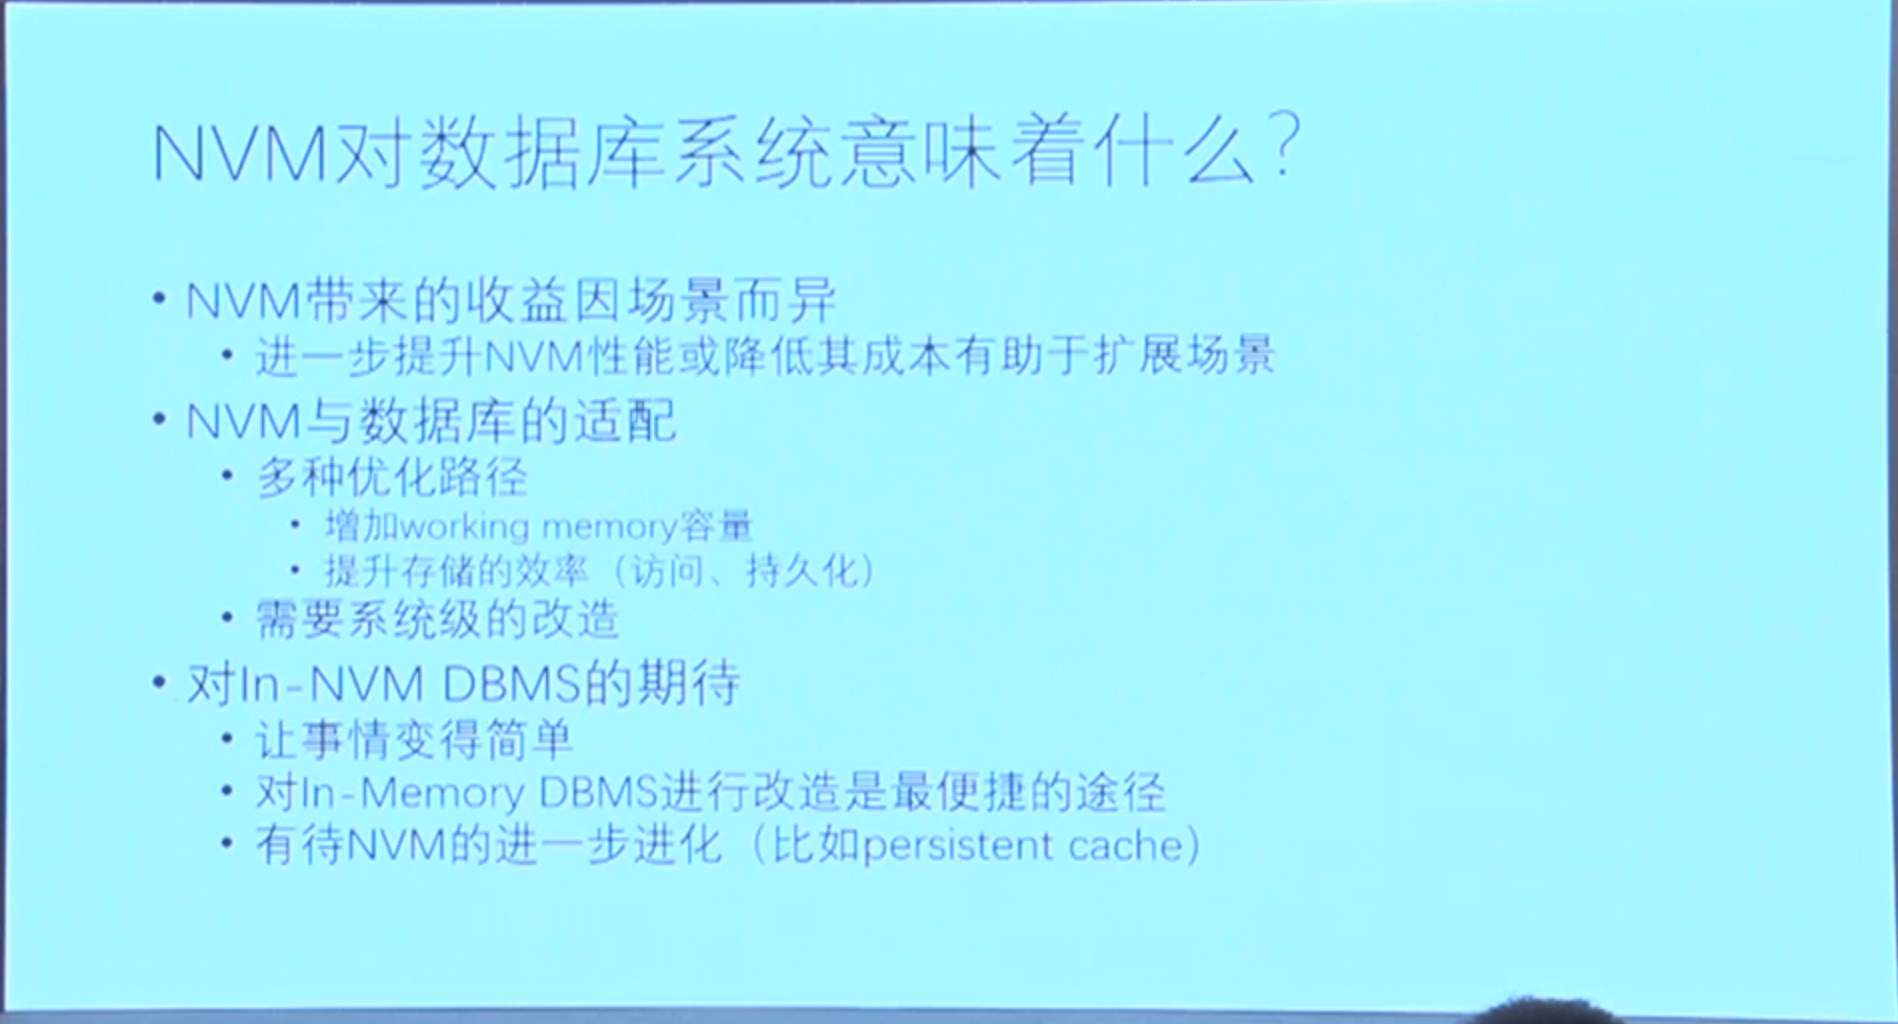 NVM对数据库系统意味着什么？
• NVM带来的收益因场景而异
• 进一步提升NVM性能或降低其成本有助于扩展场景
• NVM与数据库的适配
• 多种优化路径
• 增加working memory容量
• 提升存储的效率（访问、持久化）
• 需要系统级的改造
• 对In-NVM DBMS的期待
• 让事情变得简单
• 对In-Memory DBMS进行改造是最便捷的途径
• 有待NVM的进一步进化（比如persistent cache）